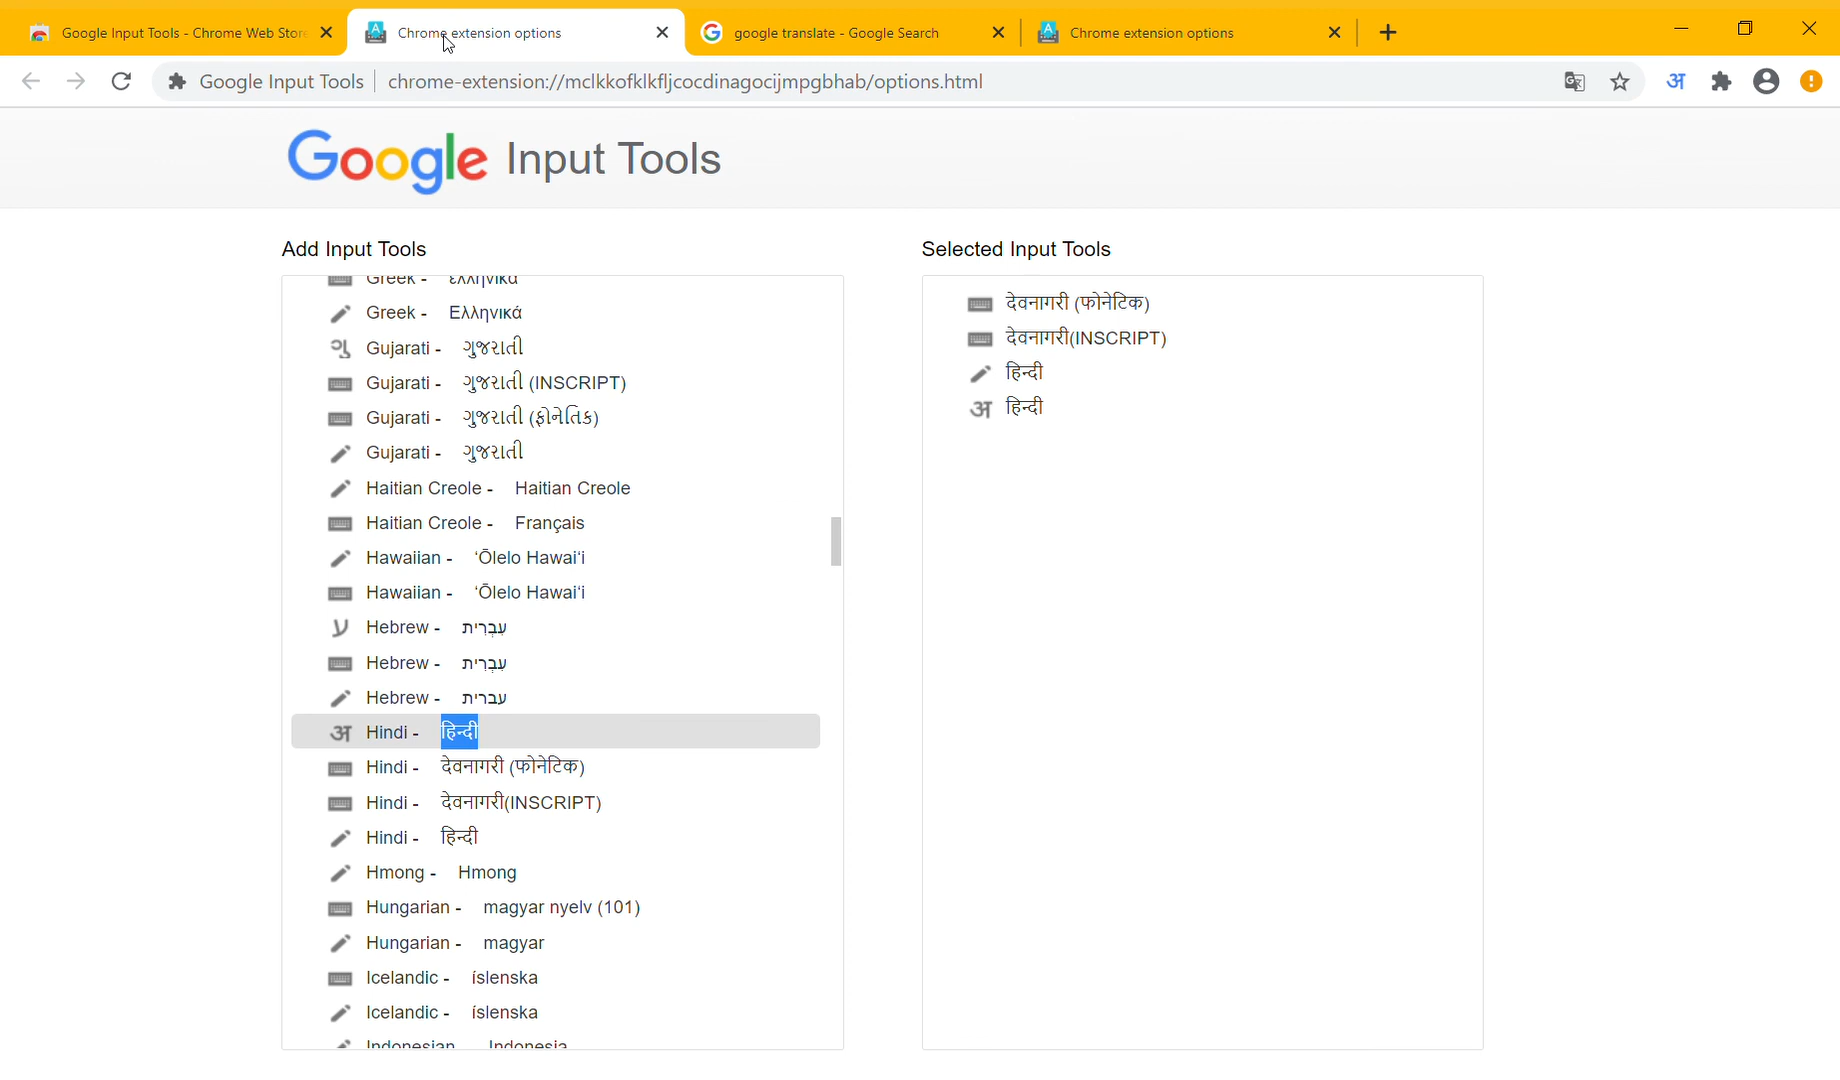 Google Input Tools - Chrome Web Store
Chrome extension options
google translate - Google Search
Chrome extension options
Google Input Tools
chrome-extension://mclkkofklkfljcocdinagocijmpgbhab/options.html
Google Input Tools
Add Input Tools
Greek - Ελληνικά
Greek - Ελληνικά
Gujarati - ગુજરાતી
Gujarati - ગુજરાતી (INSCRIPT)
Gujarati - ગુજરાતી (ફોનેતિક)
Gujarati - ગુજરાતી
Haitian Creole - Haitian Creole
Haitian Creole - Français
Hawaiian - ʻŌlelo Hawaiʻi
Hawaiian - ʻŌlelo Hawaiʻi
ע Hebrew - עִבְרִית
Hebrew - עִבְרִית
Hebrew - עברית
अ Hindi - हिन्दी
Hindi - देवनागरी (फोनेटिक)
Hindi - देवनागरी(INSCRIPT)
Hindi - हिन्दी
Hmong - Hmong
Hungarian - magyar nyelv (101)
Hungarian - magyar
Icelandic - íslenska
Icelandic - íslenska
Indonesian Indonesia
Selected Input Tools
देवनागरी (फोनेटिक)
देवनागरी(INSCRIPT)
हिन्दी
अ हिन्दी